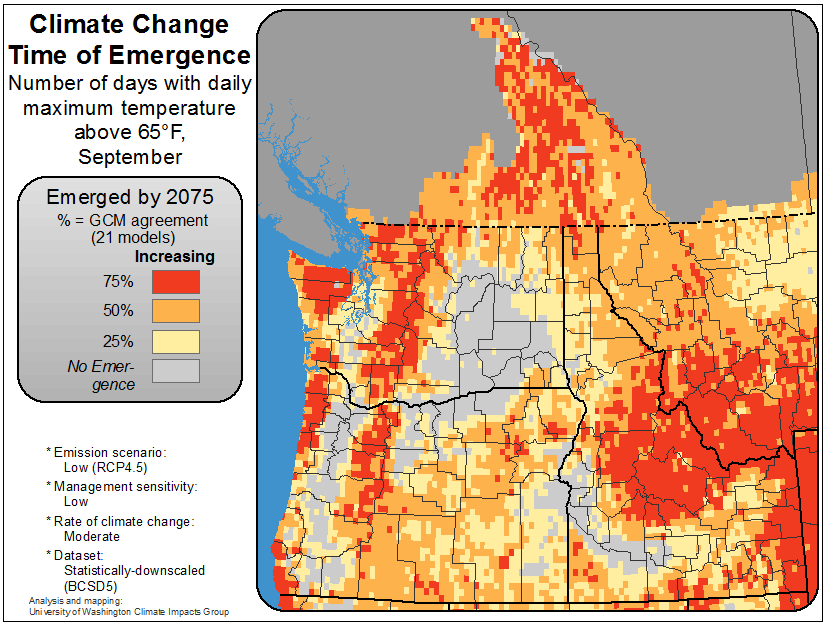 Climate Change
Time of Emergence
Number of days with daily
maximum temperature
above 65°F,
September
Emerged by 2075
% = GCM agreement
(21 models)
Increasing
75%
50%
25%
No Emer-
gence
* Emission scenario:
Low (RCP4.5)
* Management sensitivity:
Low
* Rate of climate change:
Moderate
* Dataset:
Statistically-downscaled
(BCSD5)
Analysis and mapping:
University of Washington Climate Impacts Group